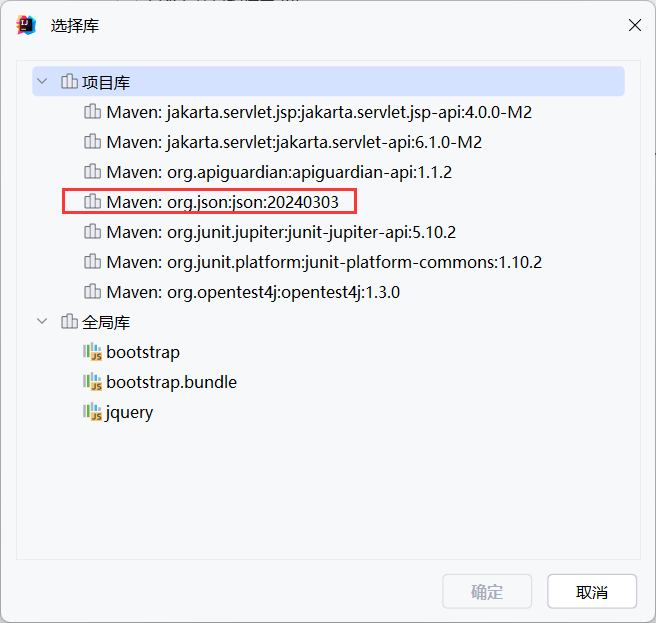 选择库
项目库
Maven: jakarta.servlet.jsp:jakarta.servlet.jsp-api:4.0.0-M2
Maven: jakarta.servlet:jakarta.servlet-api:6.1.0-M2
Maven: org.apiguardian:apiguardian-api:1.1.2
Maven: org.json:json:20240303
Maven: org.junit.jupiter:junit-jupiter-api:5.10.2
Maven: org.junit.platform:junit-platform-commons:1.10.2
Maven: org.opentest4j:opentest4j:1.3.0
全局库
bootstrap
bootstrap.bundle
jquery
确定 取消